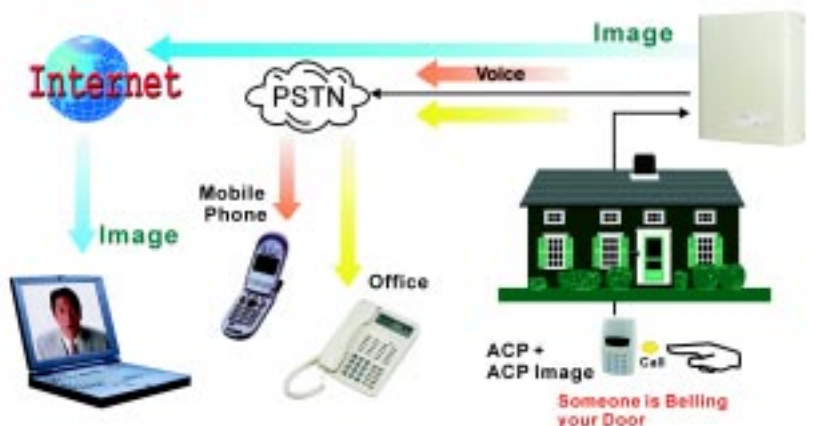 Image
Internet
Voice
PSTN
Mobile
Phone
Image
Office
ACP +
ACP Image
Call
Someone is Belling
your Door